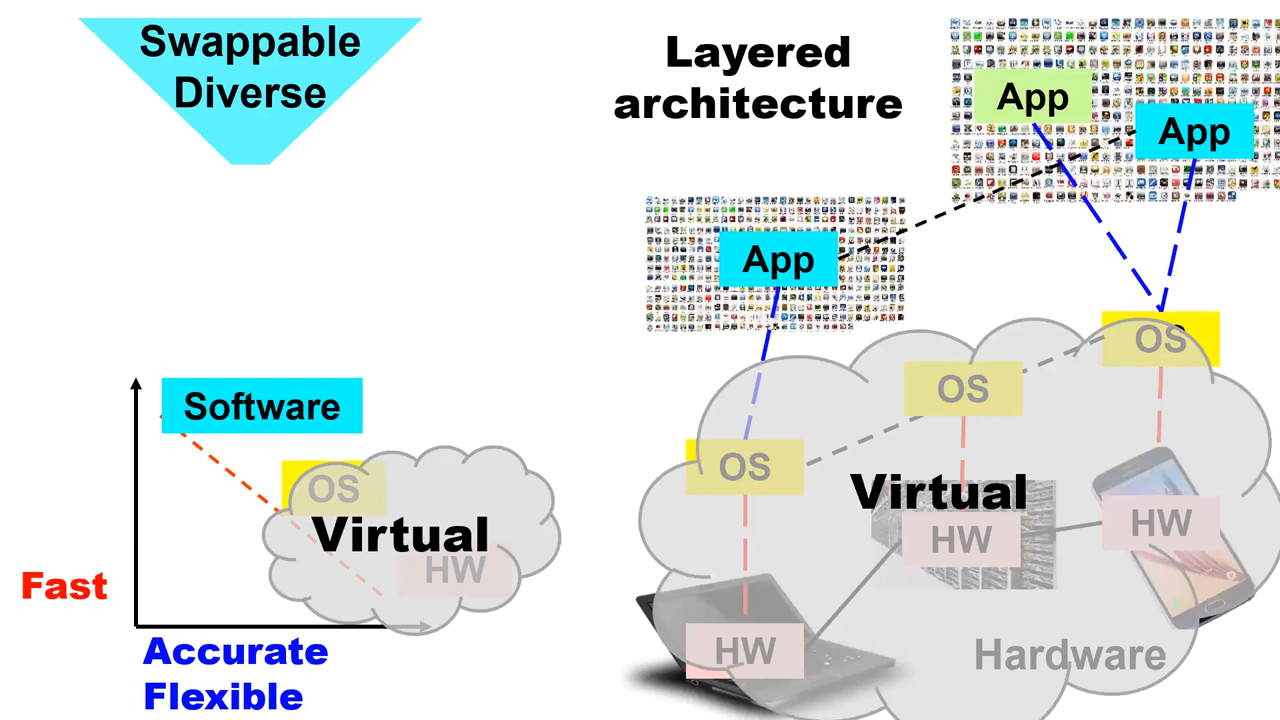 Swappable
Diverse
Layered
architecture
App
App
App
OS
OS
OS
Virtual
HW
HW
HW
Hardware
Software
OS
Virtual
HW
Fast
Accurate
Flexible